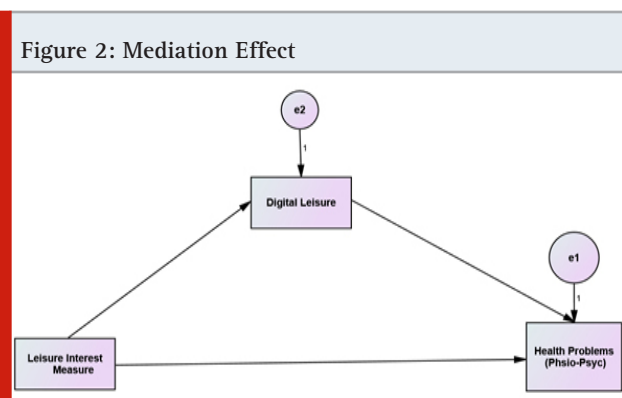 Figure 2: Mediation Effect
e2
1
Digital Leisure
e1
1
Leisure Interest
Measure
Health Problems
(Phsio-Psyc)